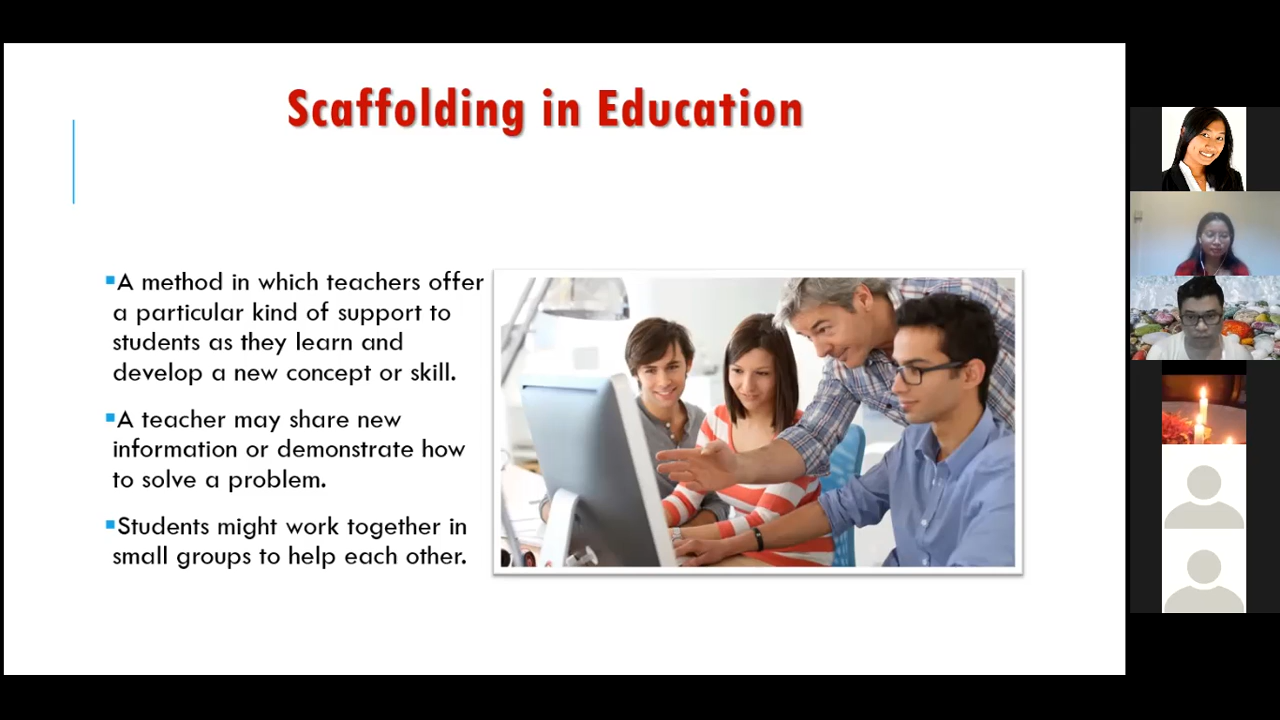 Scaffolding in Education
▪A method in which teachers offer
a particular kind of support to
students as they learn and
develop a new concept or skill.
▪A teacher may share new
information or demonstrate how
to solve a problem.
▪Students might work together in
small groups to help each other.